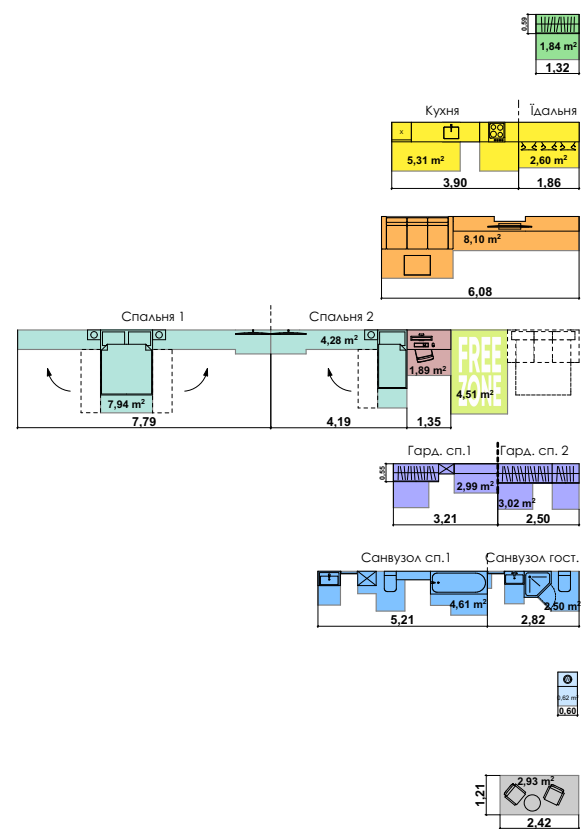 0,59
1,84 m²
1,32
Кухня
Їдальня
x
5,31 m²
2,60 m²
3,90
1,86
8,10 m²
6,08
Спальня 1
Спальня 2
4,28 m²
1,89 m²
FREE
ZONE
4,51 m²
7,94 m²
7,79
4,19
1,35
Гард. сп.1
Гард. сп. 2
0,55
2,99 m²
3,02 m²
3,21
2,50
Санвузол сп.1
Санвузол гост.
4,61 m²
2,50 m²
5,21
2,82
0,62 m²
0,60
2,93 m²
1,21
2,42